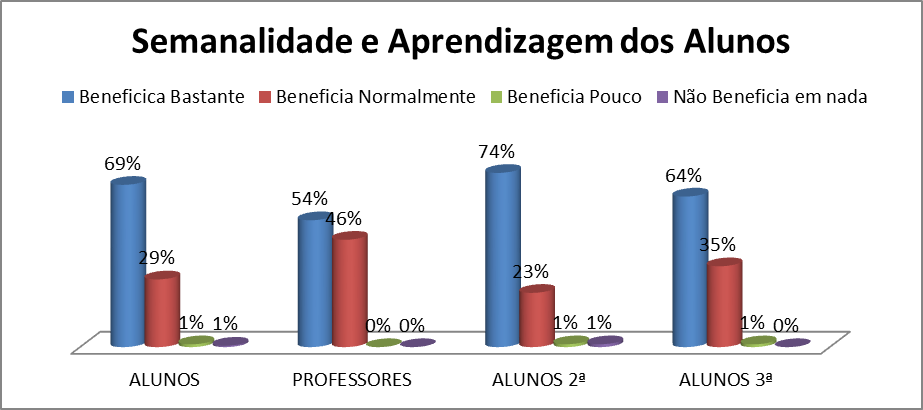 Semanalidade e Aprendizagem dos Alunos
Beneficica Bastante Beneficia Normalmente Beneficia Pouco Não Beneficia em nada
69% 29% 1% 1%
54% 46% 0% 0%
74% 23% 1% 1%
64% 35% 1% 0%
ALUNOS PROFESSORES ALUNOS 2ª ALUNOS 3ª